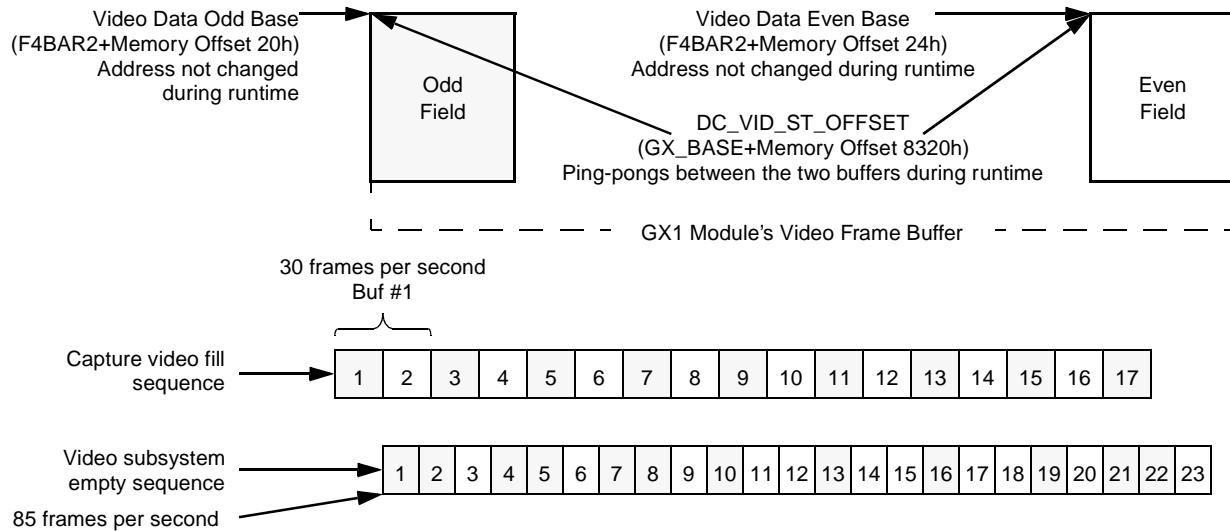 Video Data Odd Base
(F4BAR2+Memory Offset 20h)
Address not changed
during runtime
Odd
Field
Video Data Even Base
(F4BAR2+Memory Offset 24h)
Address not changed during runtime
Even
Field
DC_VID_ST_OFFSET
(GX_BASE+Memory Offset 8320h)
Ping-pongs between the two buffers during runtime
GX1 Module's Video Frame Buffer
30 frames per second
Buf #1
Capture video fill
sequence
1 2 3 4 5 6 7 8 9 10 11 12 13 14 15 16 17
Video subsystem
empty sequence
1 2 3 4 5 6 7 8 9 10 11 12 13 14 15 16 17 18 19 20 21 22 23
85 frames per second